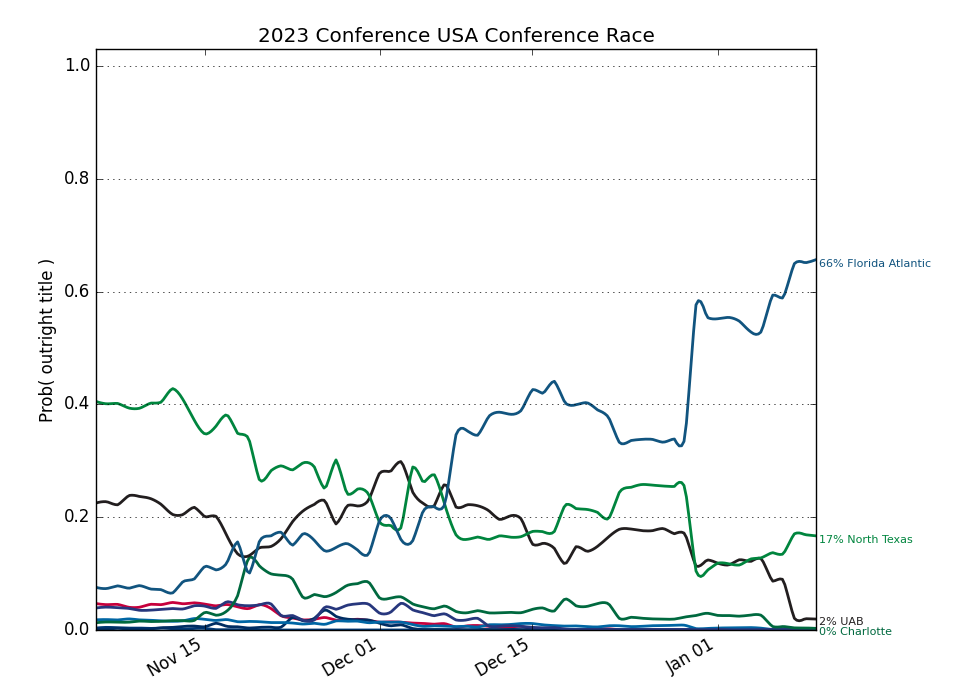 2023 Conference USA Conference Race
1.0
0.8
0.6
0.4
0.2
0.0
Prob( outright title )
66% Florida Atlantic
17% North Texas
2% UAB
0% Charlotte
Nov 15
Dec 01
Dec 15
Jan 01